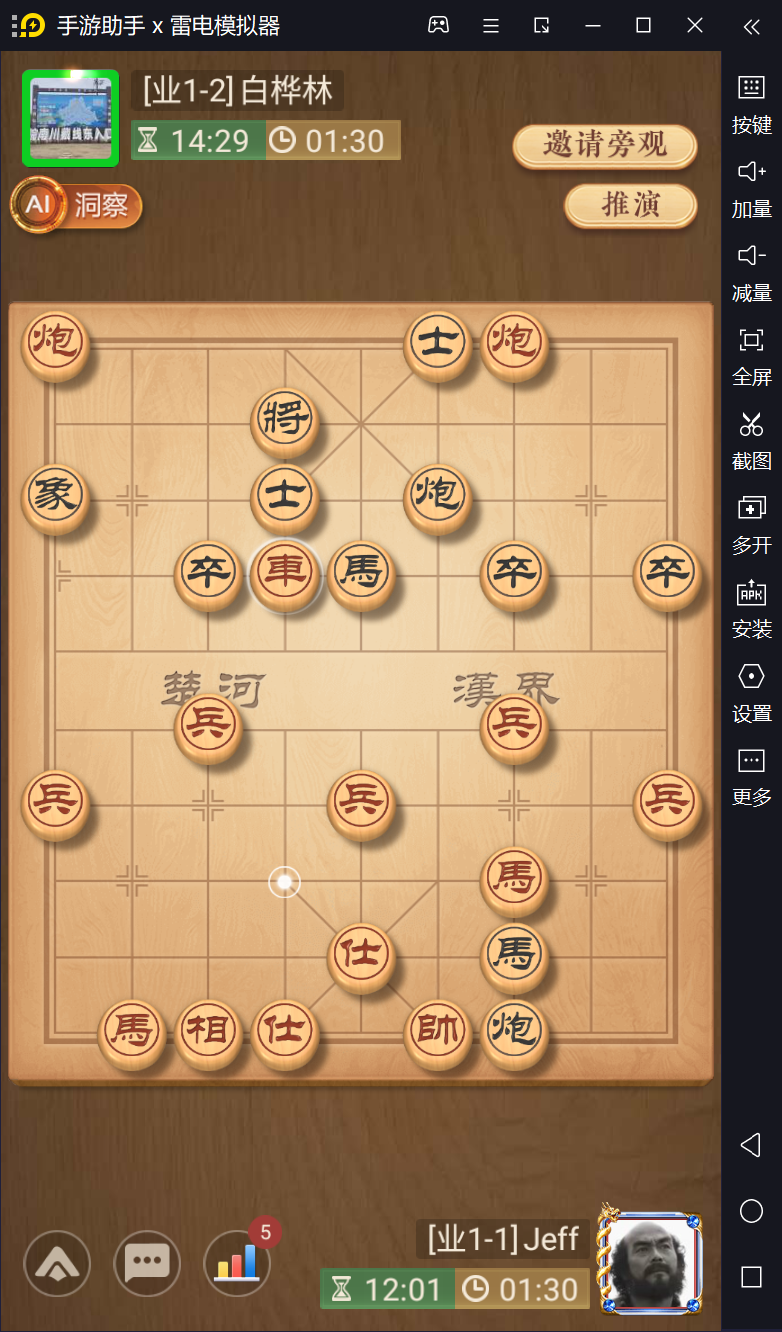 手游助手 x 雷电模拟器
[业1-2] 白桦林
14:29 01:30
邀请旁观
AI 洞察
推演
炮 士 炮
將
象 士 炮
卒 車 馬 卒 卒
楚河 漢界
兵 兵
兵 兵 兵
馬
仕 馬
馬 相 仕 帥 炮
[业1-1] Jeff
5
12:01 01:30
按键
加量
减量
全屏
截图
多开
APK
安装
设置
更多